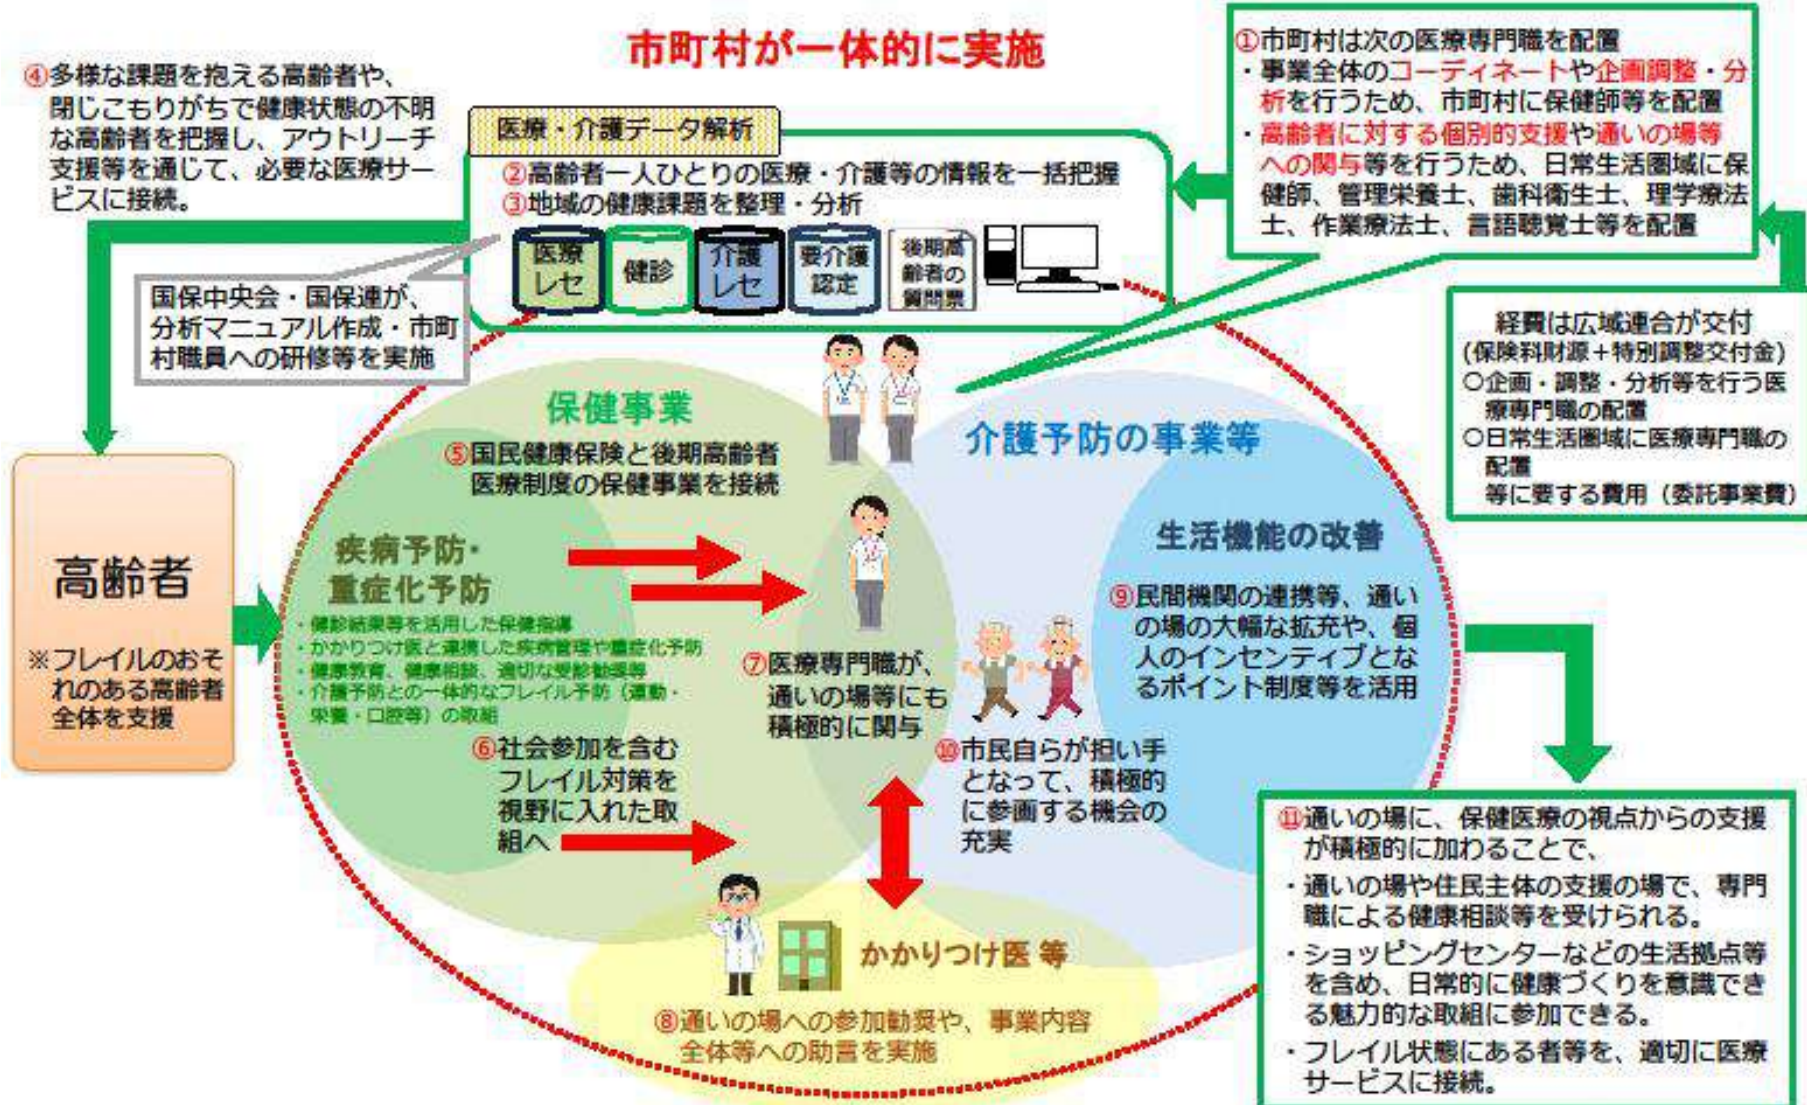 市町村が一体的に実施
④多様な課題を抱える高齢者や、
閉じこもりがちで健康状態の不明
な高齢者を把握し、アウトリーチ
支援等を通じて、必要な医療サー
ビスに接続。
医療・介護データ解析
②高齢者一人ひとりの医療・介護等の情報を一括把握
③地域の健康課題を整理・分析
医療
レセ
健診
介護
レセ
要介護
認定
後期高
齢者の
質問票
①市町村は次の医療専門職を配置
・事業全体のコーディネートや企画調整・分
析を行うため、市町村に保健師等を配置
・高齢者に対する個別的支援や通いの場等
への関与等を行うため、日常生活圏域に保
健師、管理栄養士、歯科衛生士、理学療法
士、作業療法士、言語聴覚士等を配置
国保中央会・国保連が、
分析マニュアル作成・市町
村職員への研修等を実施
経費は広域連合が交付
(保険料財源＋特別調整交付金)
○企画・調整・分析等を行う医
療専門職の配置
○日常生活圏域に医療専門職の
配置
等に要する費用（委託事業費）
高齢者
※フレイルのおそ
れのある高齢者
全体を支援
保健事業
⑤国民健康保険と後期高齢者
医療制度の保健事業を接続
疾病予防・
重症化予防
・健診結果等を活用した保健指導
・かかりつけ医と連携した疾病管理や重症化予防
・健康教育、健康相談、適切な受診勧奨等
・介護予防との一体的なフレイル予防（運動・
栄養・口腔等）の取組
⑥社会参加を含む
フレイル対策を
視野に入れた取
組へ
⑦医療専門職が、
通いの場等にも
積極的に関与
介護予防の事業等
生活機能の改善
⑨民間機関の連携等、通い
の場の大幅な拡充や、個
人のインセンティブとな
るポイント制度等を活用
⑩市民自らが担い手
となって、積極的
に参画する機会の
充実
かかりつけ医 等
⑧通いの場への参加勧奨や、事業内容
全体等への助言を実施
⑪通いの場に、保健医療の視点からの支援
が積極的に加わることで、
・通いの場や住民主体の支援の場で、専門
職による健康相談等を受けられる。
・ショッピングセンターなどの生活拠点等
を含め、日常的に健康づくりを意識でき
る魅力的な取組に参加できる。
・フレイル状態にある者等を、適切に医療
サービスに接続。